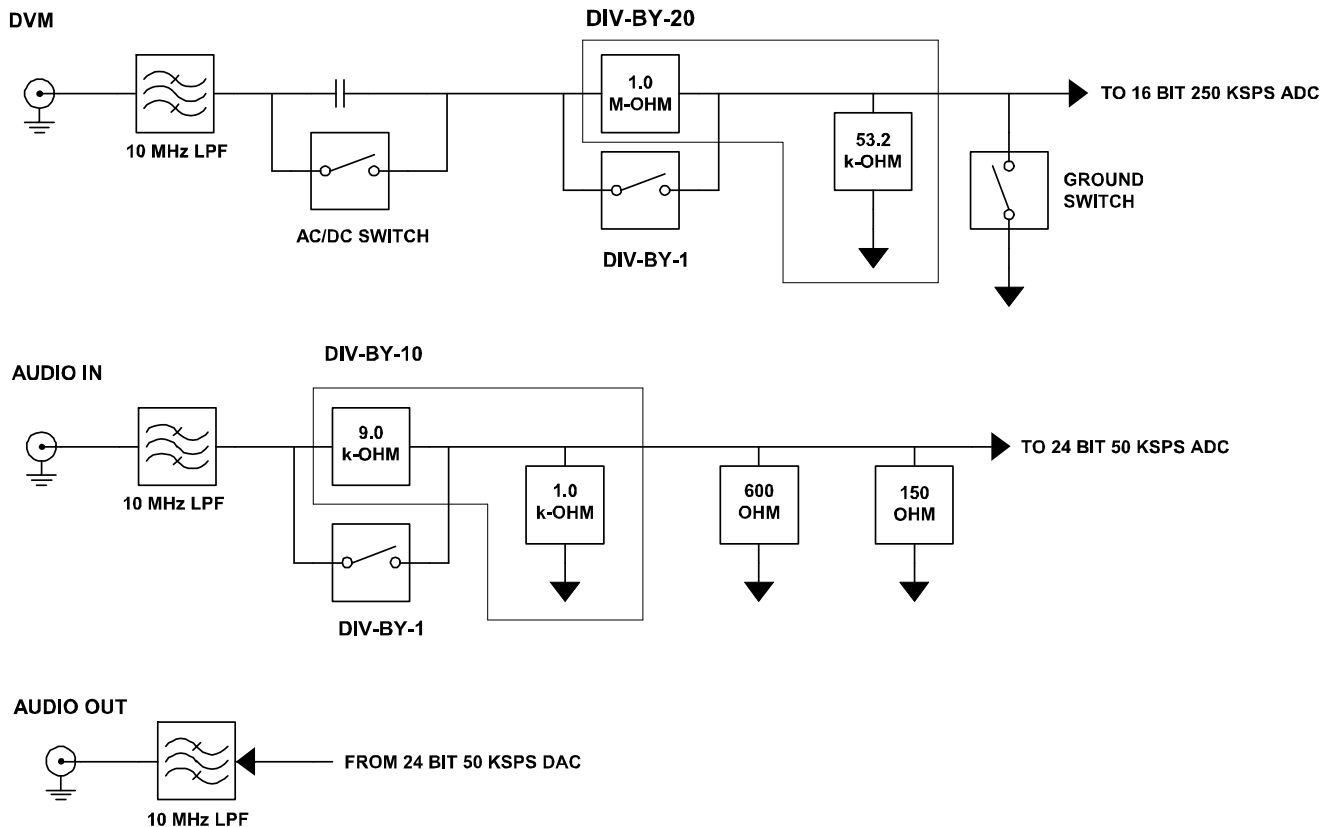 DVM
DIV-BY-20
1.0
M-OHM
TO 16 BIT 250 KSPS ADC
10 MHz LPF
53.2
k-OHM
GROUND
SWITCH
AC/DC SWITCH
DIV-BY-1
DIV-BY-10
AUDIO IN
9.0
k-OHM
TO 24 BIT 50 KSPS ADC
10 MHz LPF
1.0
k-OHM
600
OHM
150
OHM
DIV-BY-1
AUDIO OUT
FROM 24 BIT 50 KSPS DAC
10 MHz LPF